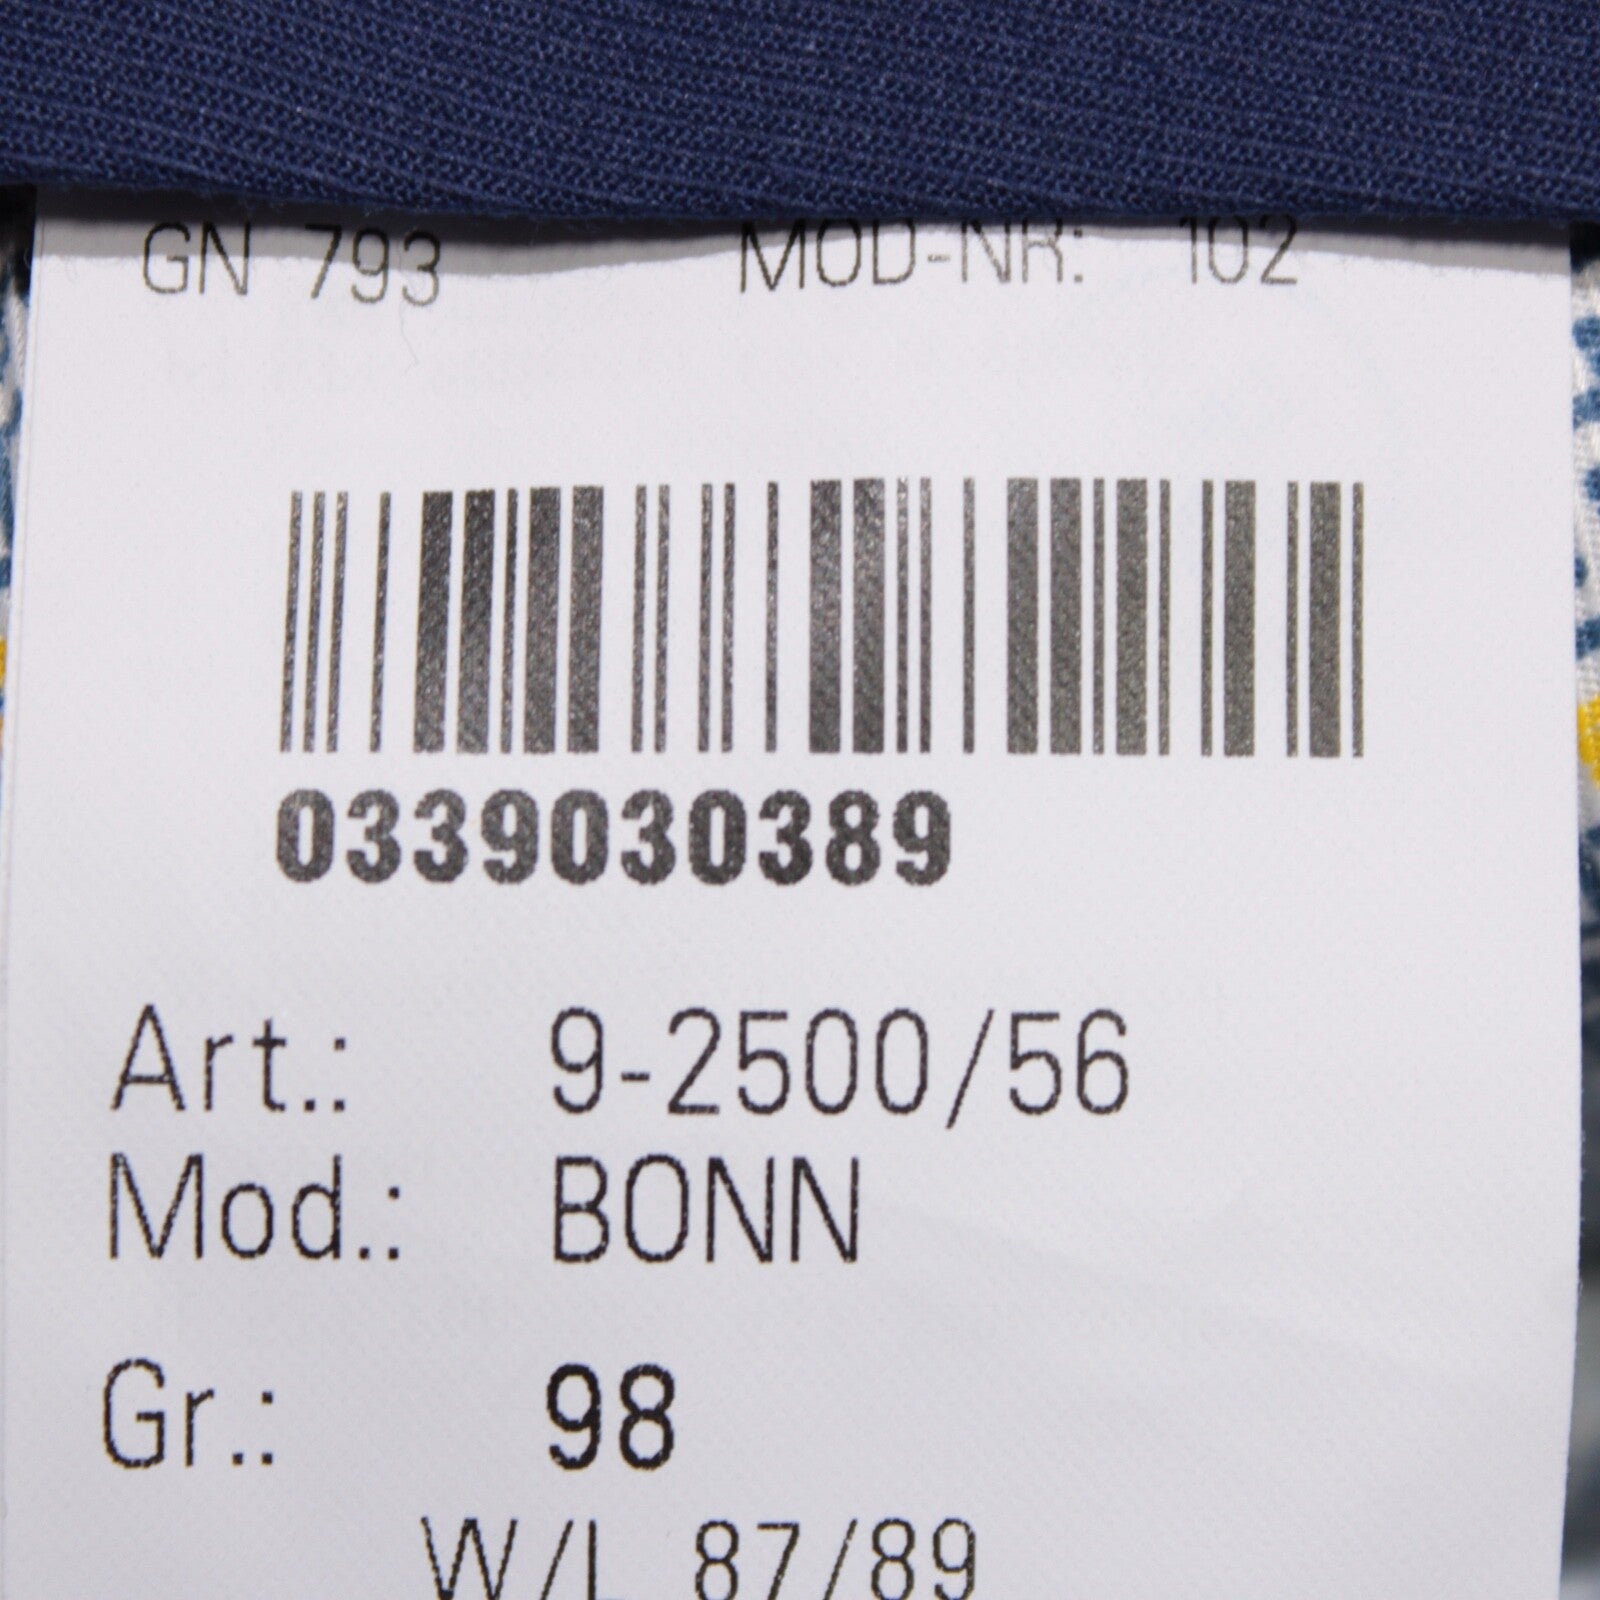 GN 793 MOD-NR: 102
0339030389
Art.: 9-2500/56
Mod.: BONN
Gr.: 98
W/L 87/89